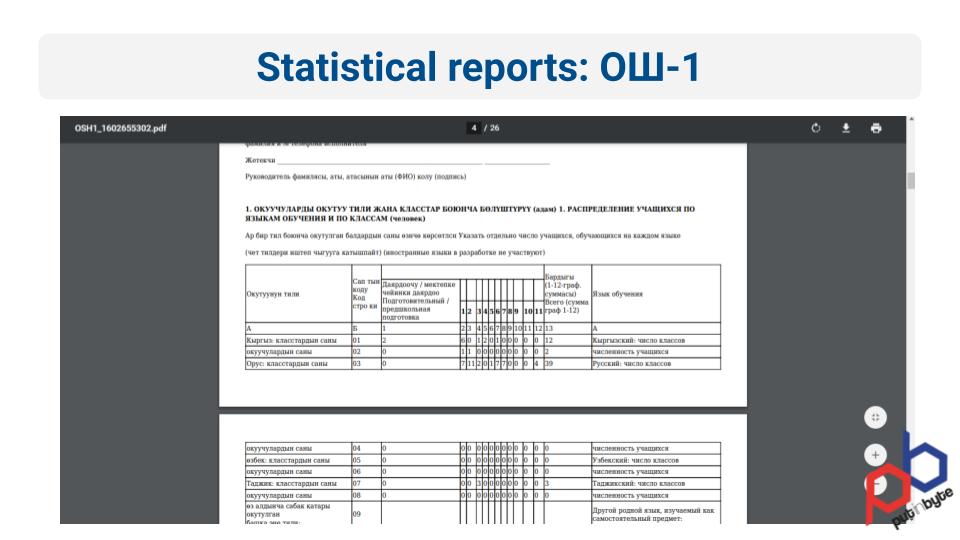 Statistical reports: ОШ-1
OSH1_1602655302.pdf
4 / 26
фамилия и № телефона исполнителя
Жетекчи
Руководитель фамилясы, аты, атасынын аты (ФИО) колу (подпись)
1. ОКУУЧУЛАРДЫ ОКУТУУ ТИЛИ ЖАНА КЛАССТАР БОЮНЧА БӨЛҮШТҮРҮҮ (адам) 1. РАСПРЕДЕЛЕНИЕ УЧАЩИХСЯ ПО
ЯЗЫКАМ ОБУЧЕНИЯ И ПО КЛАССАМ (человек)
Ар бир тил боюнча окутулган балдардын саны өзнчө көрсөтлсн Указать отдельно число учащихся, обучающихся на каждом языке
(чет тилдери иштеп чыгууга катышпайт) (иностранные языки в разработке не участвуют)
Окутуунун тили
Сап тын
коду
Код
стро ки
Даярдоочу / мектепке
чейинки даярдоо
Подготовительный /
предшкольная
подготовка
1 2 3 4 5 6 7 8 9 10 11
Бардыгы
(1-12-граф.
суммасы)
Всего (сумма
граф 1-12)
Язык обучения
А Б 1 2 3 4 5 6 7 8 9 10 11 12 13 А
Кыргыз: класстардын саны 01 2 6 0 1 2 0 1 0 0 0 0 0 12 Кыргызский: число классов
окуучулардын саны 02 0 1 1 0 0 0 0 0 0 0 0 0 2 численность учащихся
Орус: класстардын саны 03 0 7 11 2 0 1 7 7 0 0 0 4 39 Русский: число классов
окуучулардын саны 04 0 0 0 0 0 0 0 0 0 0 0 0 0 численность учащихся
өзбек: класстардын саны 05 0 0 0 0 0 0 0 0 0 0 0 0 0 Узбекский: число классов
окуучулардын саны 06 0 0 0 0 0 0 0 0 0 0 0 0 0 численность учащихся
Таджик: класстардын саны 07 0 0 0 3 0 0 0 0 0 0 0 0 3 Таджикский: число классов
окуучулардын саны 08 0 0 0 0 0 0 0 0 0 0 0 0 0 численность учащихся
өз алдынча сабак катары
окутулган
башка эне тили:
09
Другой родной язык, изучаемый как
самостоятельный предмет:
putinbyte